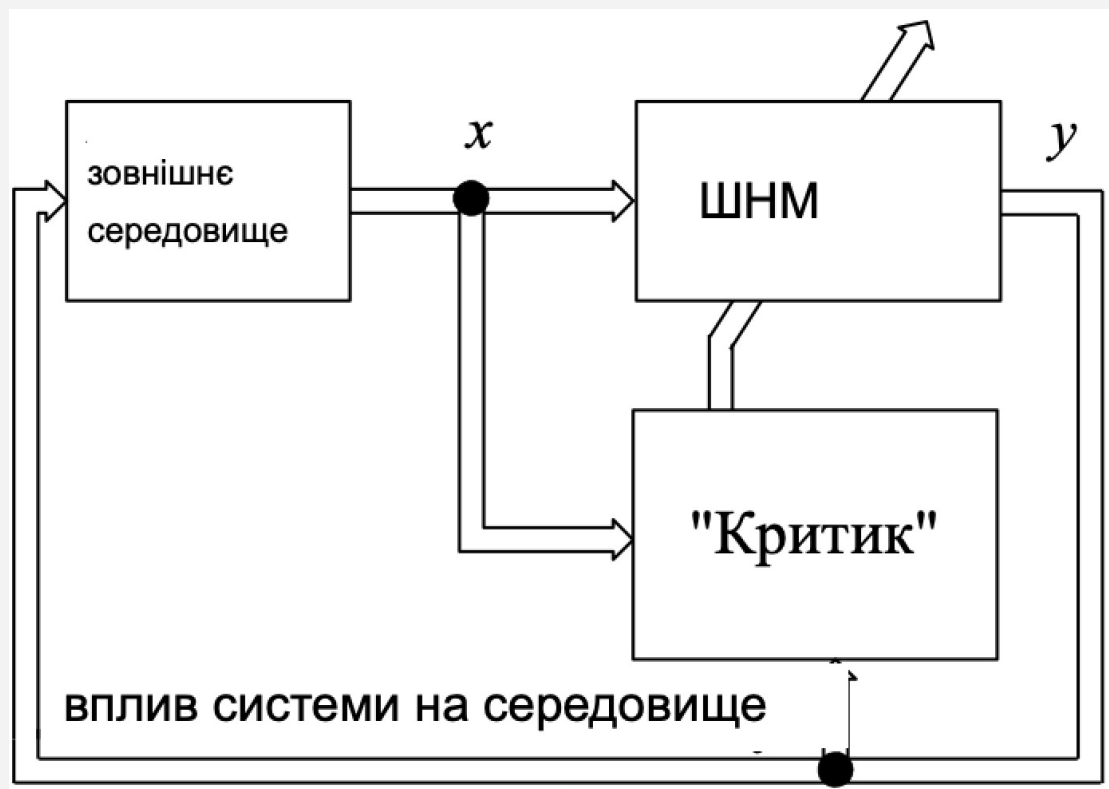 x
y
зовнішнє
середовище
ШНМ
"Критик"
вплив системи на середовище